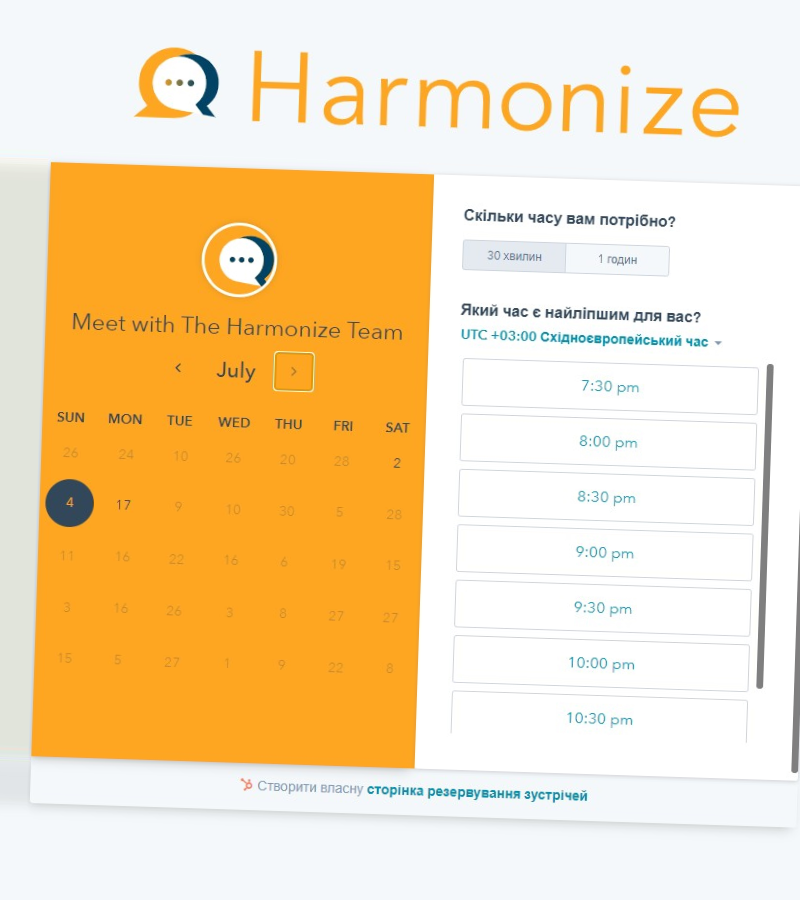 Harmonize
Meet with The Harmonize Team
July
SUN MON TUE WED THU FRI SAT
26 24 10 26 20 28 2
4 17 9 10 30 5 28
11 16 22 16 6 19 15
3 16 26 3 8 27 27
15 5 27 1 9 22 8
Скільки часу вам потрібно?
30 хвилин 1 годин
Який час є найліпшим для вас?
UTC +03:00 Східноєвропейський час
7:30 pm
8:00 pm
8:30 pm
9:00 pm
9:30 pm
10:00 pm
10:30 pm
Створити власну сторінка резервування зустрічей